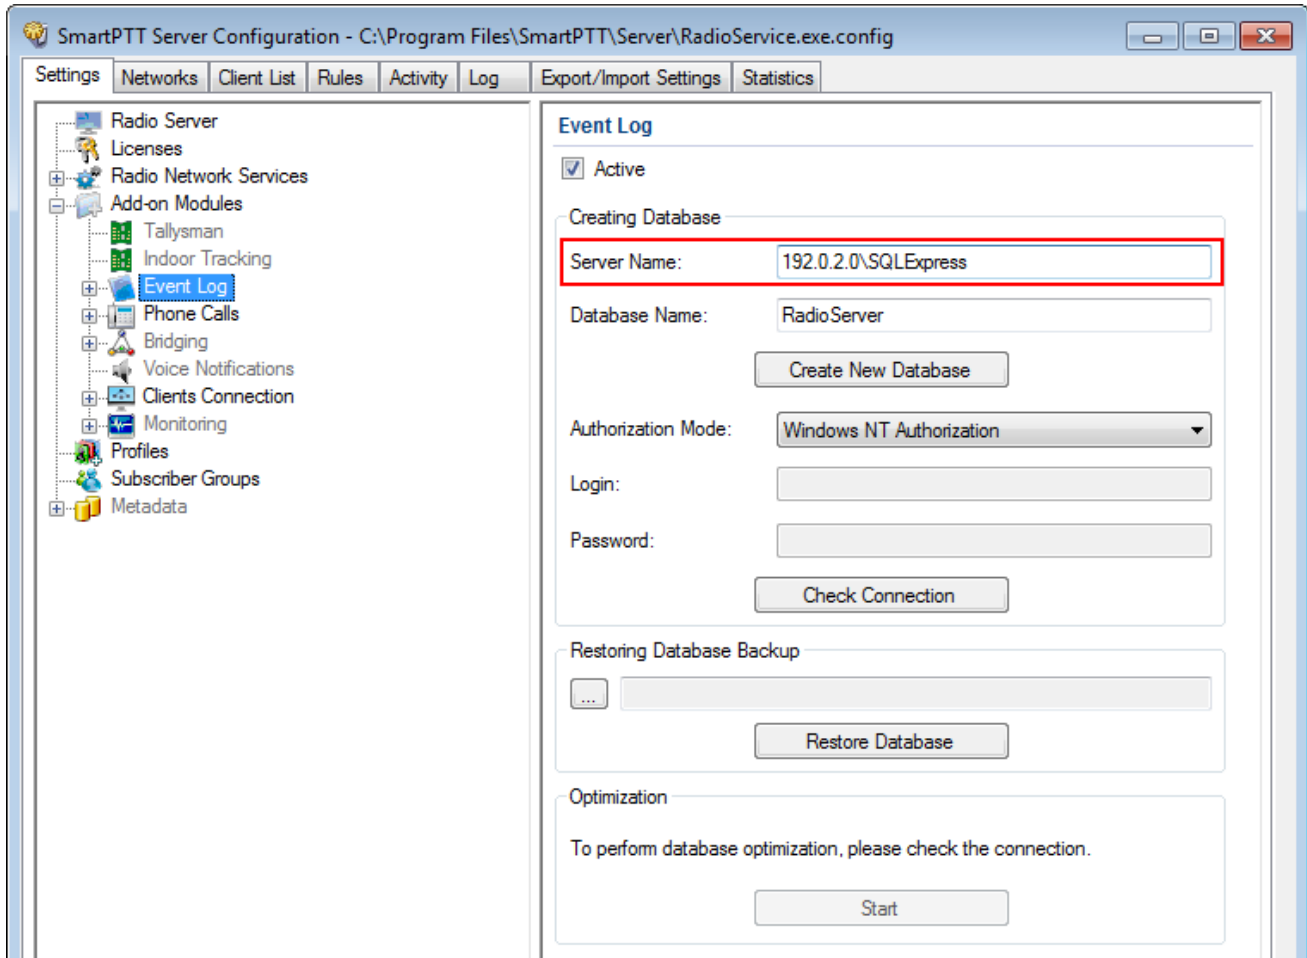 SmartPTT Server Configuration - C:\Program Files\SmartPTT\Server\RadioService.exe.config
Settings Networks Client List Rules Activity Log Export/Import Settings Statistics
Radio Server
Licenses
Radio Network Services
Add-on Modules
Tallysman
Indoor Tracking
Event Log
Phone Calls
Bridging
Voice Notifications
Clients Connection
Monitoring
Profiles
Subscriber Groups
Metadata
Event Log
Active
Creating Database
Server Name: 192.0.2.0\SQLExpress
Database Name: RadioServer
Create New Database
Authorization Mode: Windows NT Authorization
Login:
Password:
Check Connection
Restoring Database Backup
...
Restore Database
Optimization
To perform database optimization, please check the connection.
Start